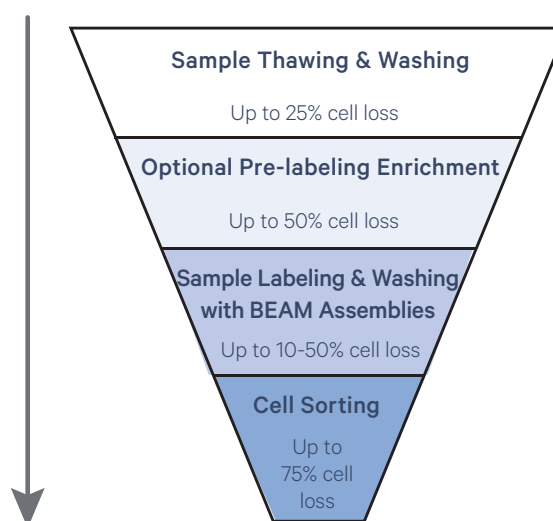 Sample Thawing & Washing
Up to 25% cell loss
Optional Pre-labeling Enrichment
Up to 50% cell loss
Sample Labeling & Washing
with BEAM Assemblies
Up to 10-50% cell loss
Cell Sorting
Up to
75% cell
loss